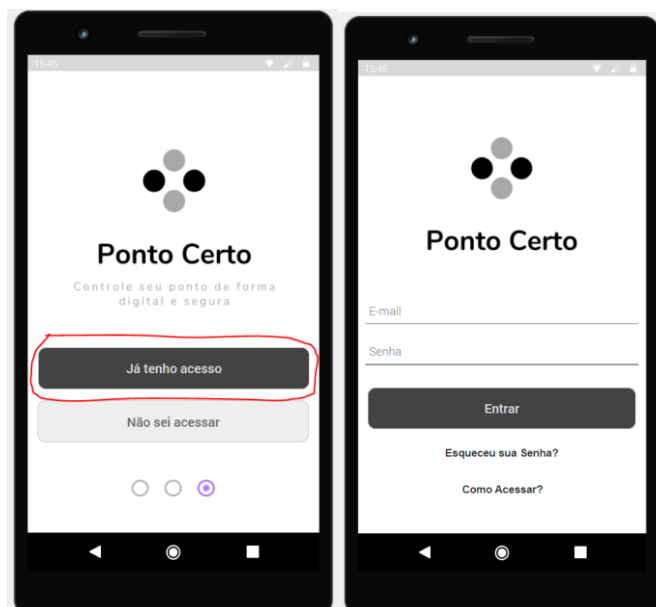 15:45
Ponto Certo
Controle seu ponto de forma
digital e segura
Já tenho acesso
Não sei acessar
15:45
Ponto Certo
E-mail
Senha
Entrar
Esqueceu sua Senha?
Como Acessar?